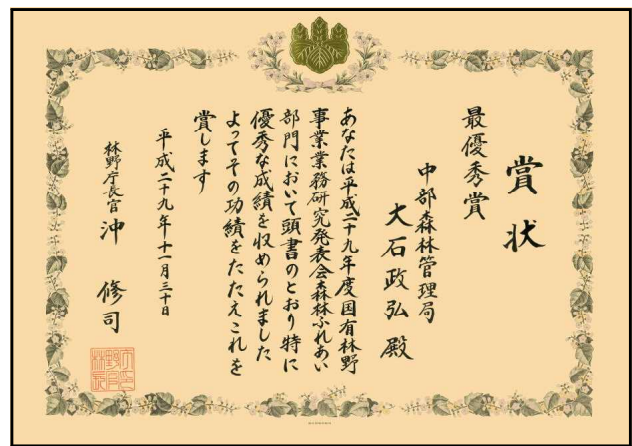 賞状
最優秀賞
中部森林管理局
大石政弘殿
あなたは平成二十九年度国有林野
事業業務研究発表会森林ふれあい
部門において頭書のとおり特に
優秀な成績を収められました
よってその功績をたたえこれを
賞します
平成二十九年十一月三十日
林野庁長官 沖修司